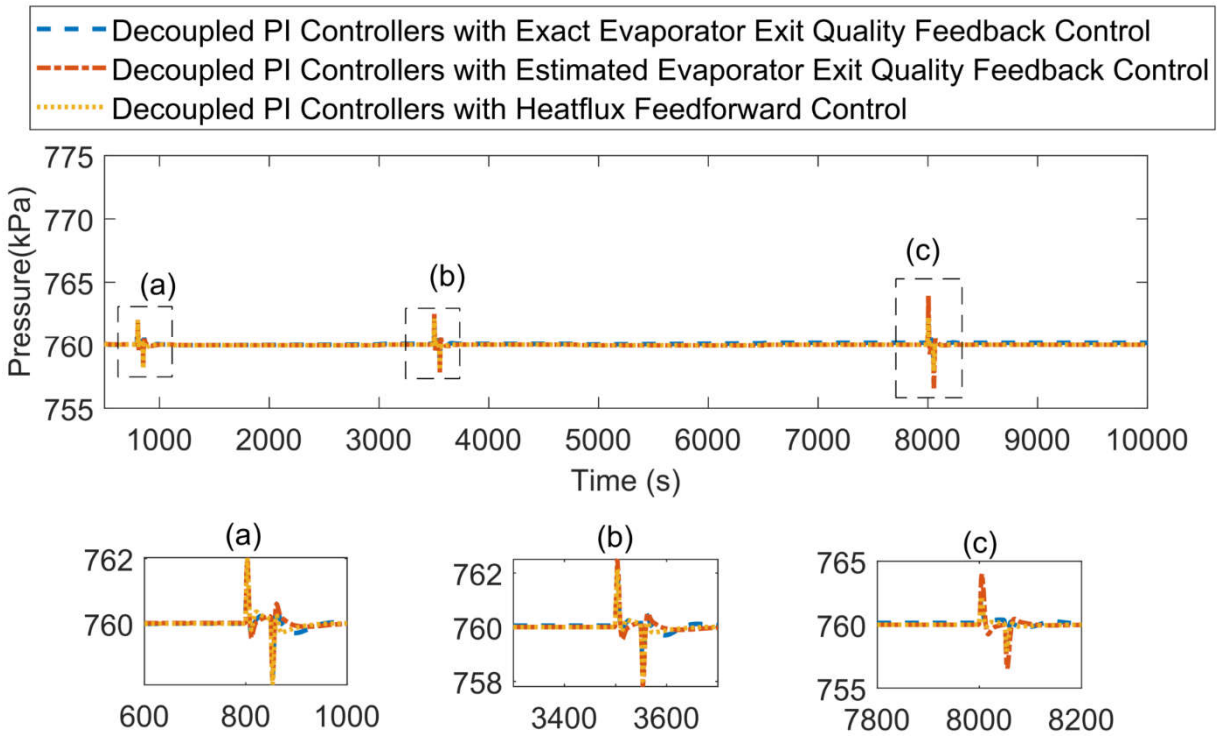 Decoupled PI Controllers with Exact Evaporator Exit Quality Feedback Control
Decoupled PI Controllers with Estimated Evaporator Exit Quality Feedback Control
Decoupled PI Controllers with Heatflux Feedforward Control
775
770
765
760
755
Pressure(kPa)
(a)
(b)
(c)
1000 2000 3000 4000 5000 6000 7000 8000 9000 10000
Time (s)
(a)
762
760
600 800 1000
(b)
762
760
758
3400 3600
(c)
765
760
755
7800 8000 8200